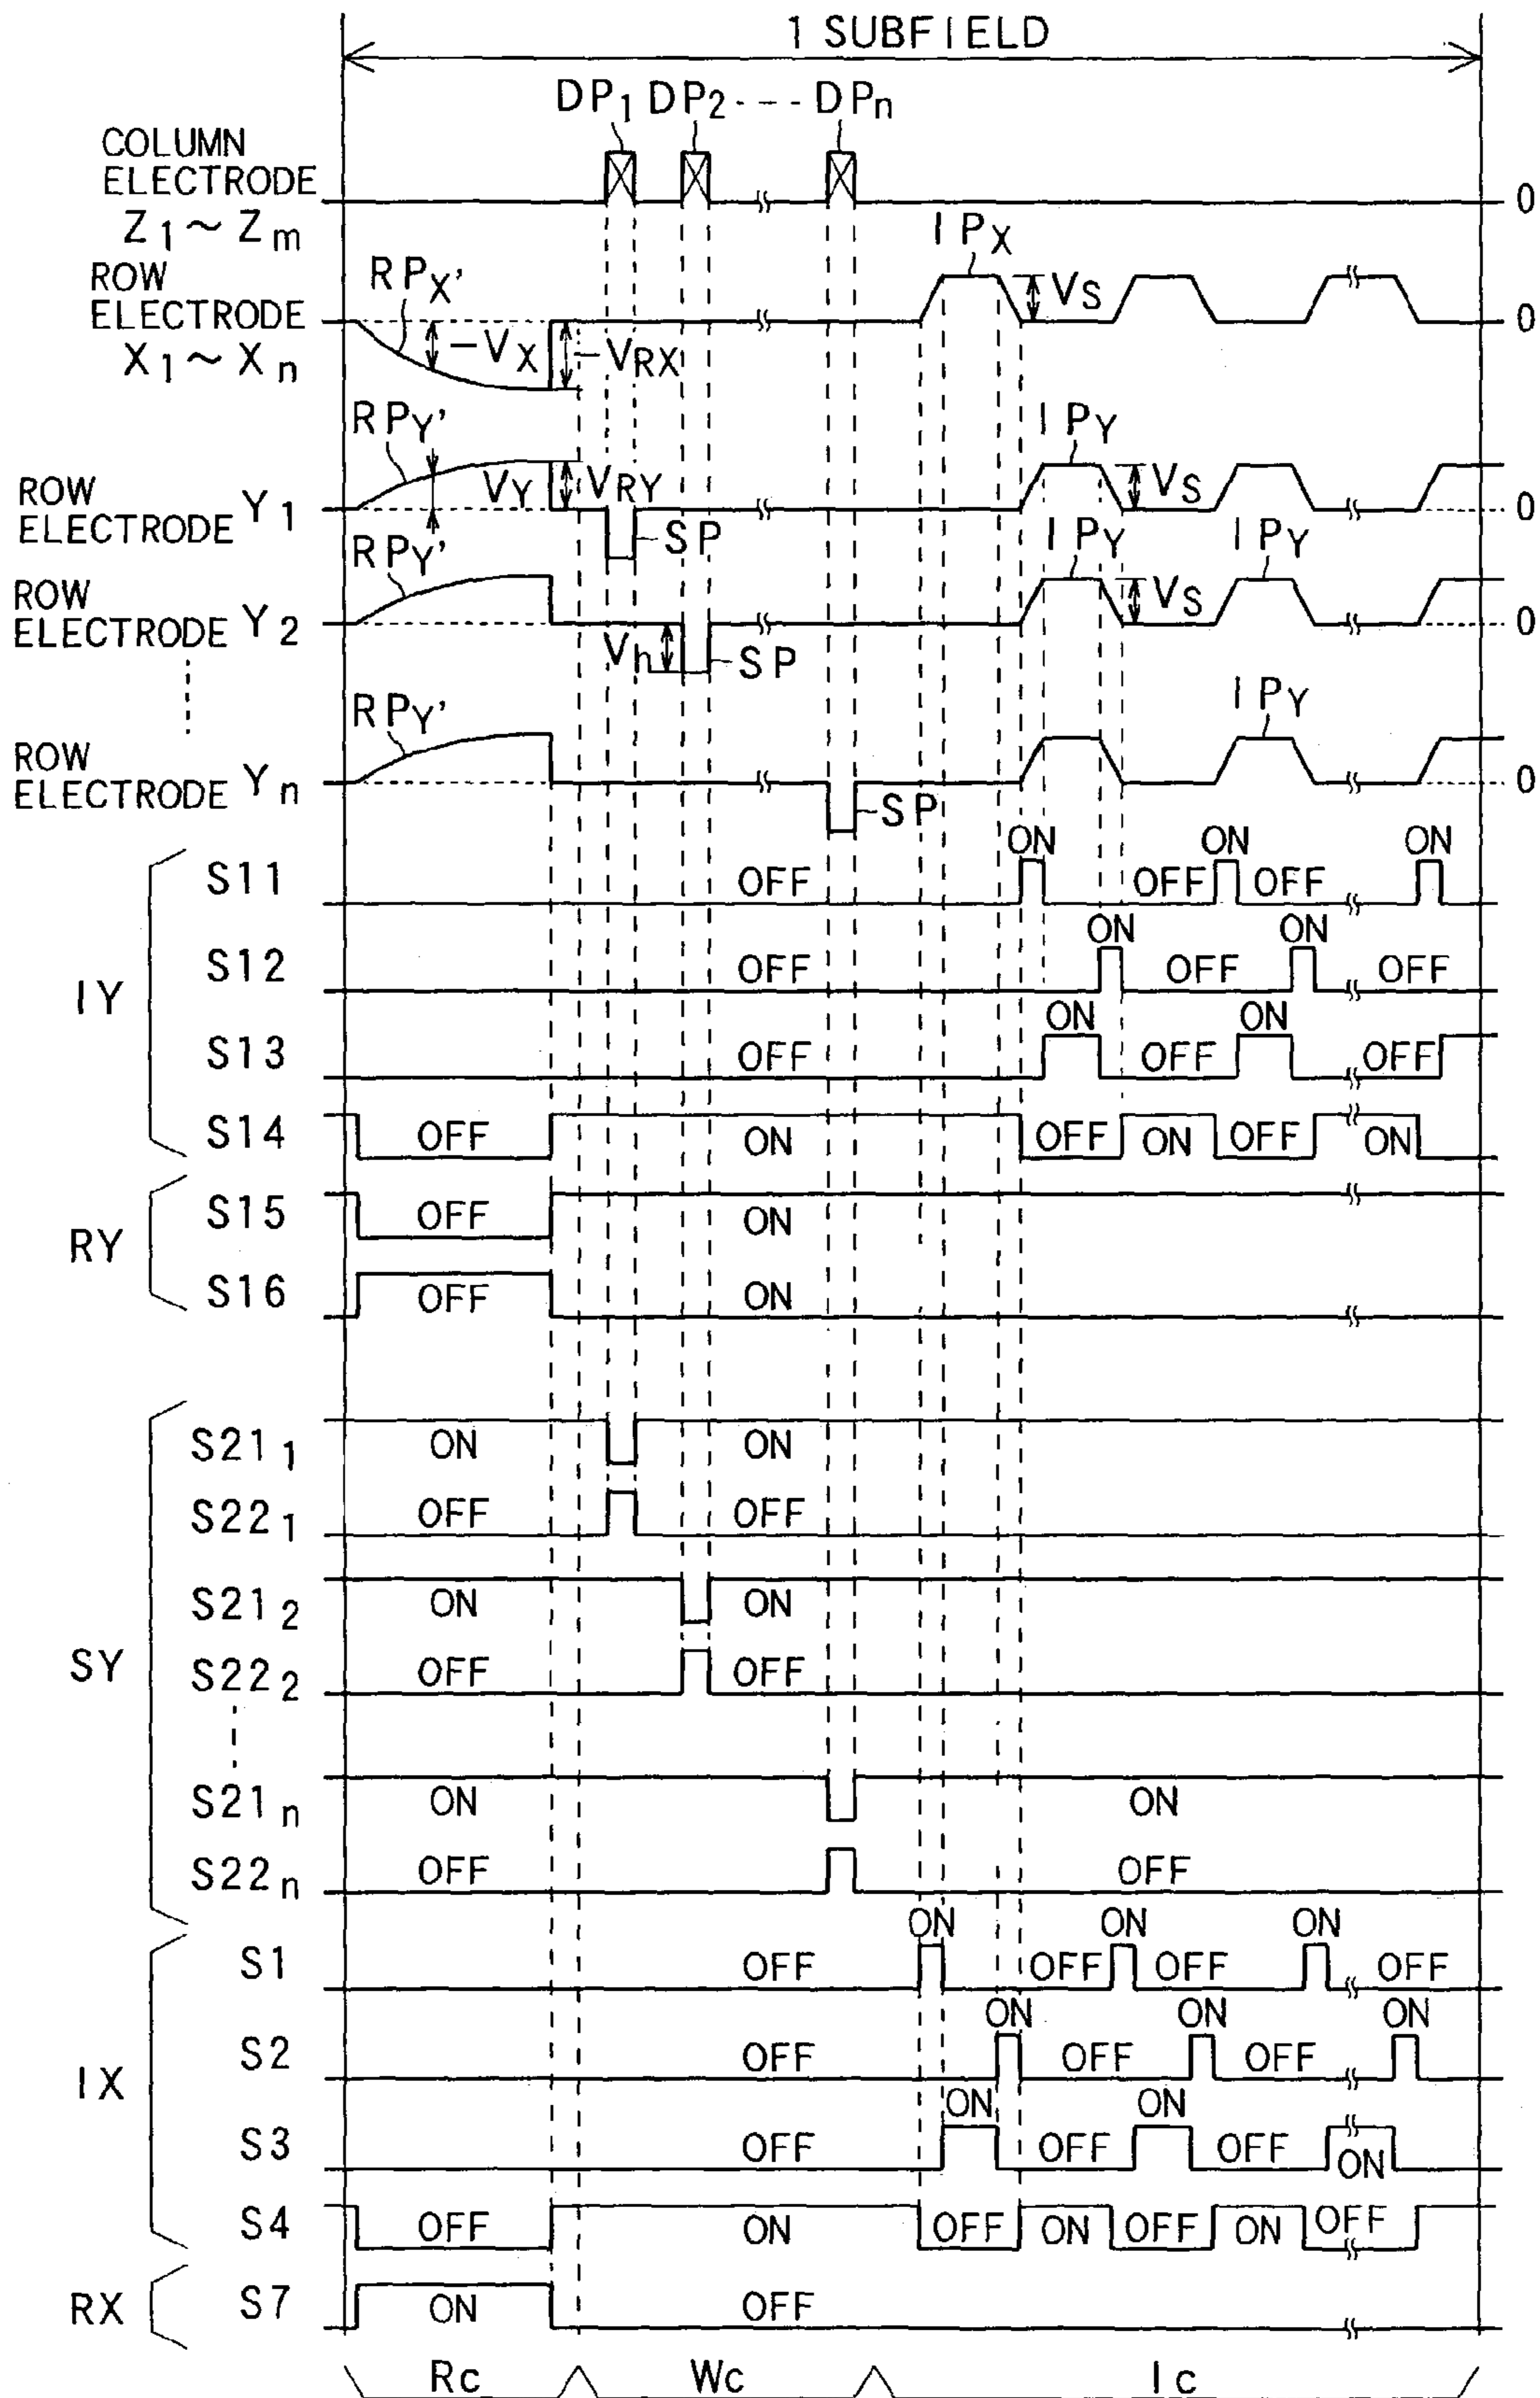 1 SUBFIELD
DP1 DP2 ---- DPn
COLUMN
ELECTRODE
Z1~Zm
0
IPX
ROW
ELECTRODE
X1~Xn
RPX'
-VX
-VRX
VS
0
RPY'
IPY
ROW
ELECTRODE Y1
VY
VRY
VS
0
SP
RPY'
IPY
IPY
ROW
ELECTRODE Y2
VS
0
Vh
SP
RPY'
IPY
ROW
ELECTRODE Yn
0
SP
IY
S11 OFF ON OFF ON OFF ON
S12 OFF ON OFF ON OFF
S13 OFF ON OFF ON OFF
S14 OFF ON OFF ON OFF ON
RY
S15 OFF ON
S16 OFF ON
SY
S211 ON ON
S221 OFF OFF
S212 ON ON
S222 OFF OFF
S21n ON ON
S22n OFF OFF
IX
S1 OFF ON OFF ON OFF ON OFF
S2 OFF ON OFF ON OFF ON
S3 OFF ON OFF ON OFF ON
S4 OFF ON OFF ON OFF ON OFF
RX
S7 ON OFF
Rc Wc Ic